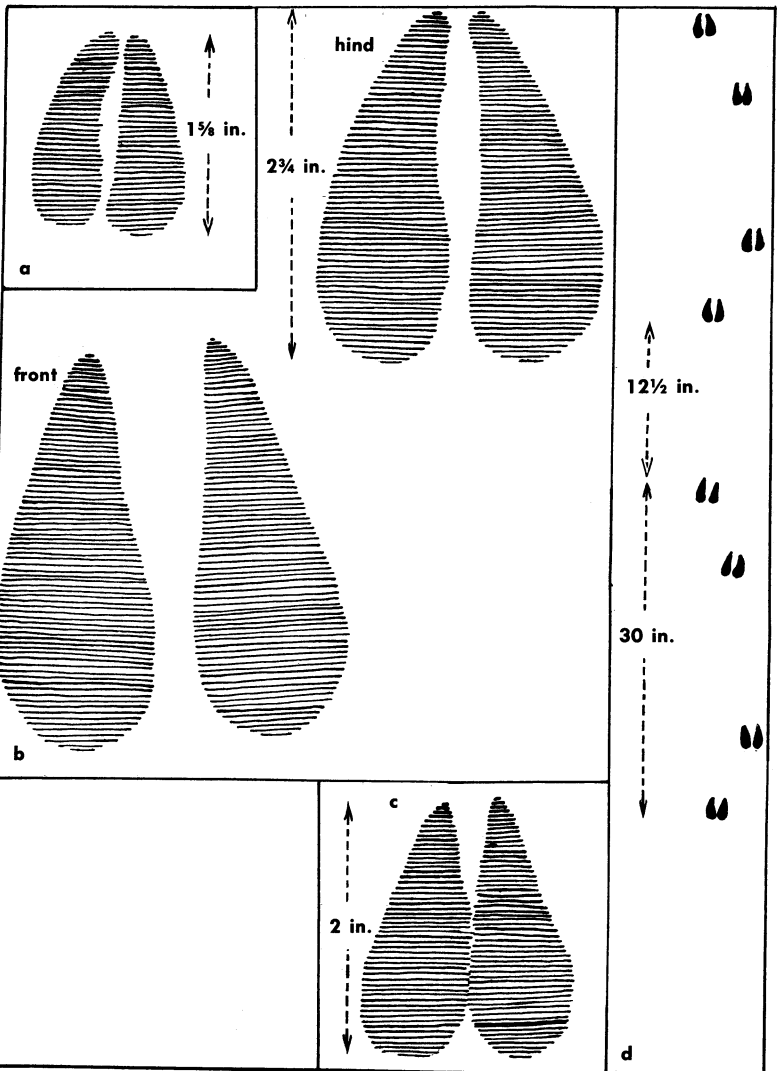 hind
1⅝ in.
2¾ in.
a
front
12½ in.
30 in.
b
c
2 in.
d